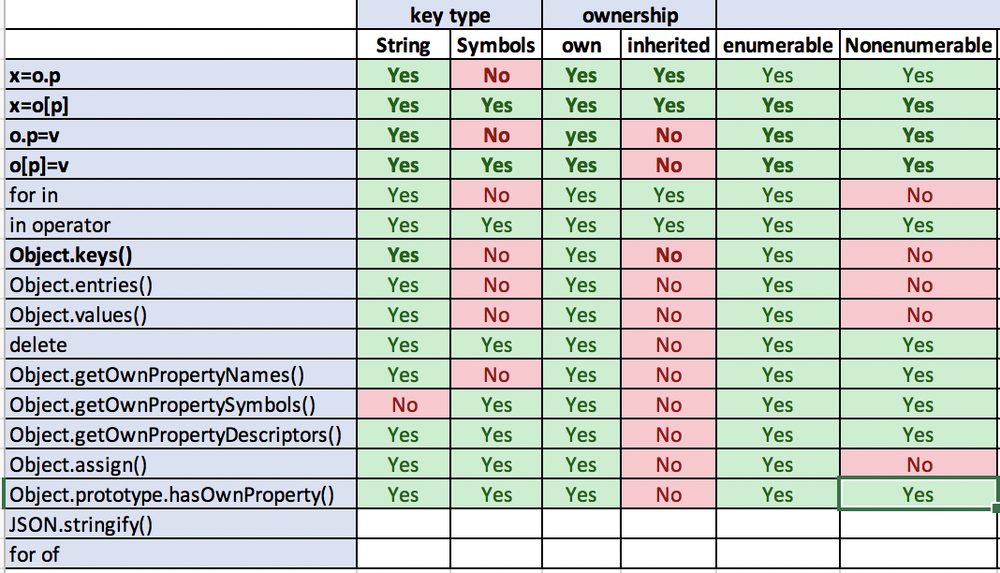 key type ownership
String Symbols own inherited enumerable Nonenumerable
x=o.p Yes No Yes Yes Yes Yes
x=o[p] Yes Yes Yes Yes Yes Yes
o.p=v Yes No yes No Yes Yes
o[p]=v Yes Yes Yes No Yes Yes
for in Yes No Yes Yes Yes No
in operator Yes Yes Yes Yes Yes Yes
Object.keys() Yes No Yes No Yes No
Object.entries() Yes No Yes No Yes No
Object.values() Yes No Yes No Yes No
delete Yes Yes Yes No Yes Yes
Object.getOwnPropertyNames() Yes No Yes No Yes Yes
Object.getOwnPropertySymbols() No Yes Yes No Yes Yes
Object.getOwnPropertyDescriptors() Yes Yes Yes No Yes Yes
Object.assign() Yes Yes Yes No Yes No
Object.prototype.hasOwnProperty() Yes Yes Yes No Yes Yes
JSON.stringify()
for of